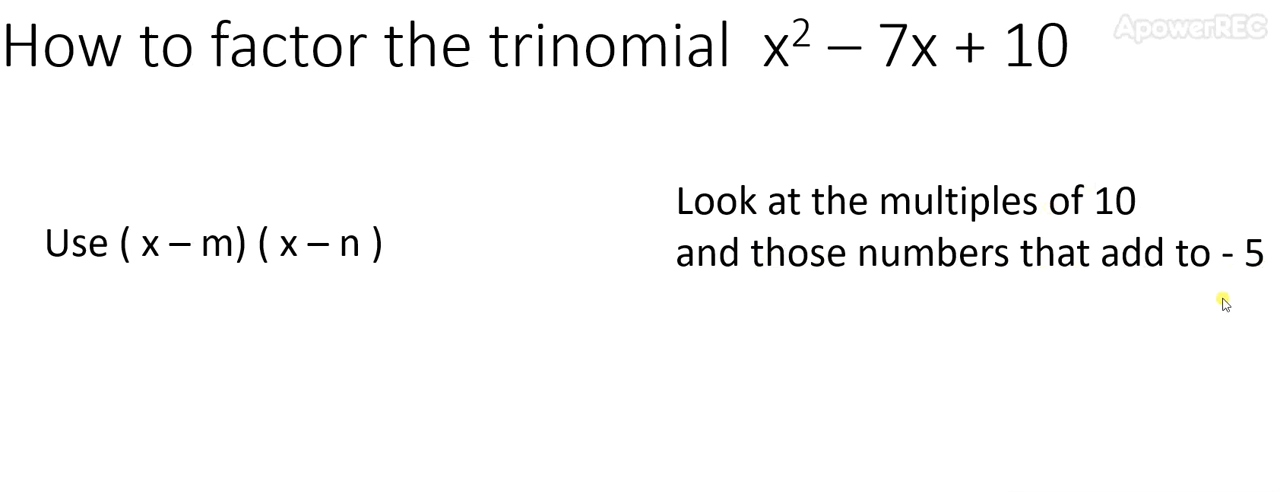 How to factor the trinomial x² – 7x + 10
ApowerREC
Look at the multiples of 10
and those numbers that add to - 5
Use ( x – m) ( x – n )